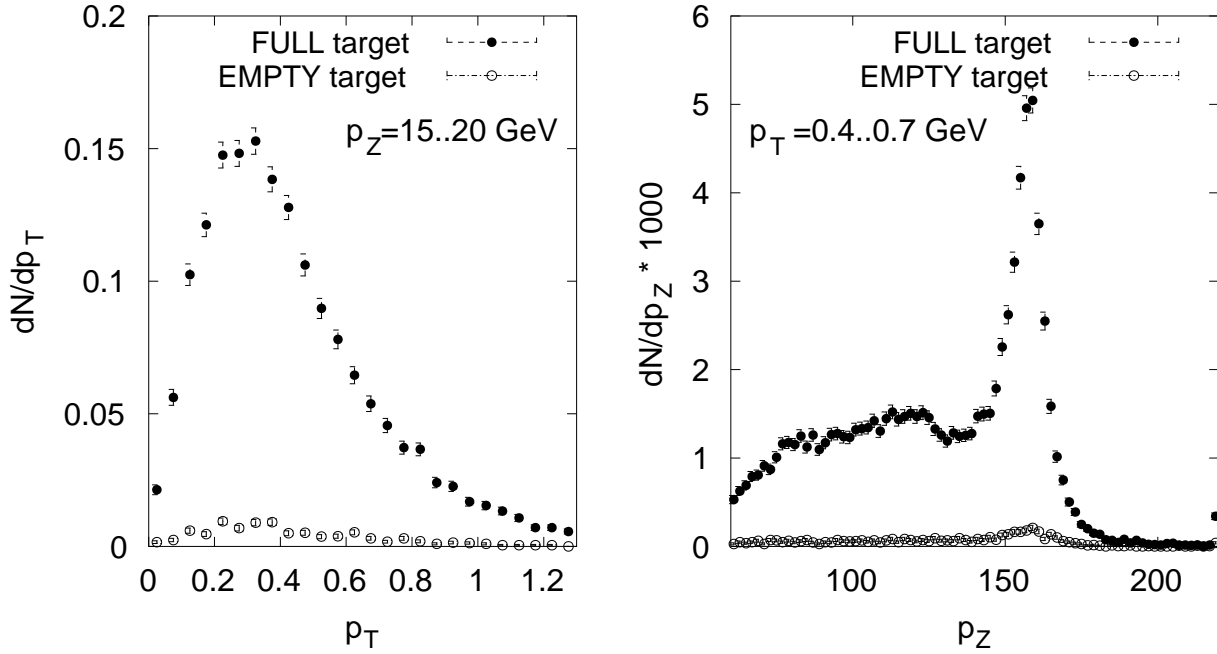 0.2
0.15
0.1
0.05
0
dN/dp_T
FULL target
EMPTY target
p_Z=15..20 GeV
0 0.2 0.4 0.6 0.8 1 1.2
p_T
6
5
4
3
2
1
0
dN/dp_Z * 1000
FULL target
EMPTY target
p_T =0.4..0.7 GeV
100 150 200
p_Z